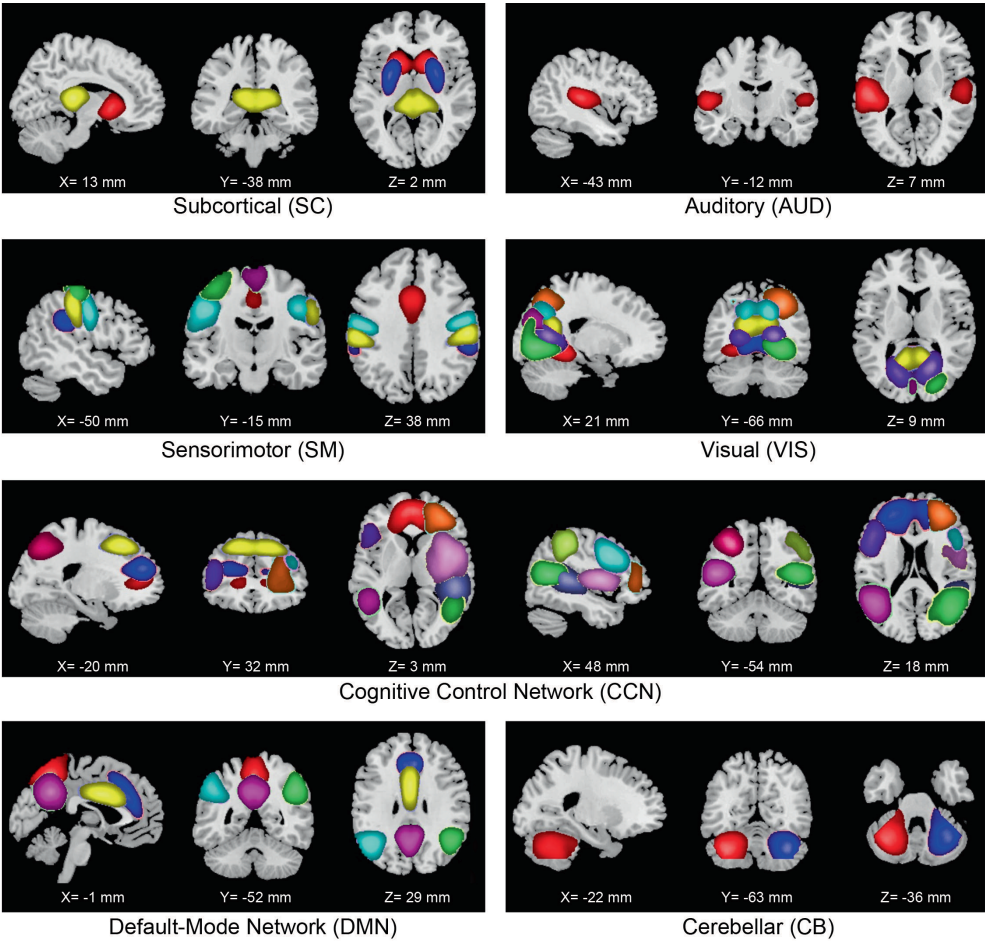 X= 13 mm Y= -38 mm Z= 2 mm
Subcortical (SC)
X= -43 mm Y= -12 mm Z= 7 mm
Auditory (AUD)
X= -50 mm Y= -15 mm Z= 38 mm
Sensorimotor (SM)
X= 21 mm Y= -66 mm Z= 9 mm
Visual (VIS)
X= -20 mm Y= 32 mm Z= 3 mm X= 48 mm Y= -54 mm Z= 18 mm
Cognitive Control Network (CCN)
X= -1 mm Y= -52 mm Z= 29 mm
Default-Mode Network (DMN)
X= -22 mm Y= -63 mm Z= -36 mm
Cerebellar (CB)